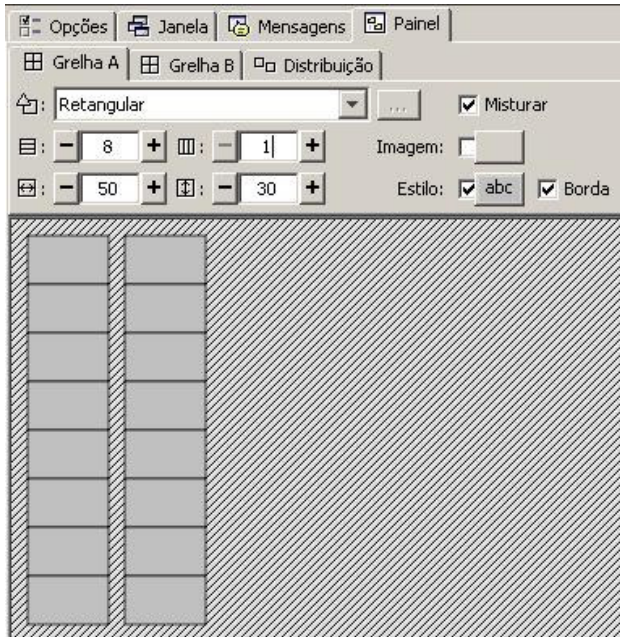 Opções Janela Mensagens Painel
Grelha A Grelha B Distribuição
: Retangular ... Misturar
: − 8 + : − 1 + Imagem:
: − 50 + : − 30 + Estilo: abc Borda